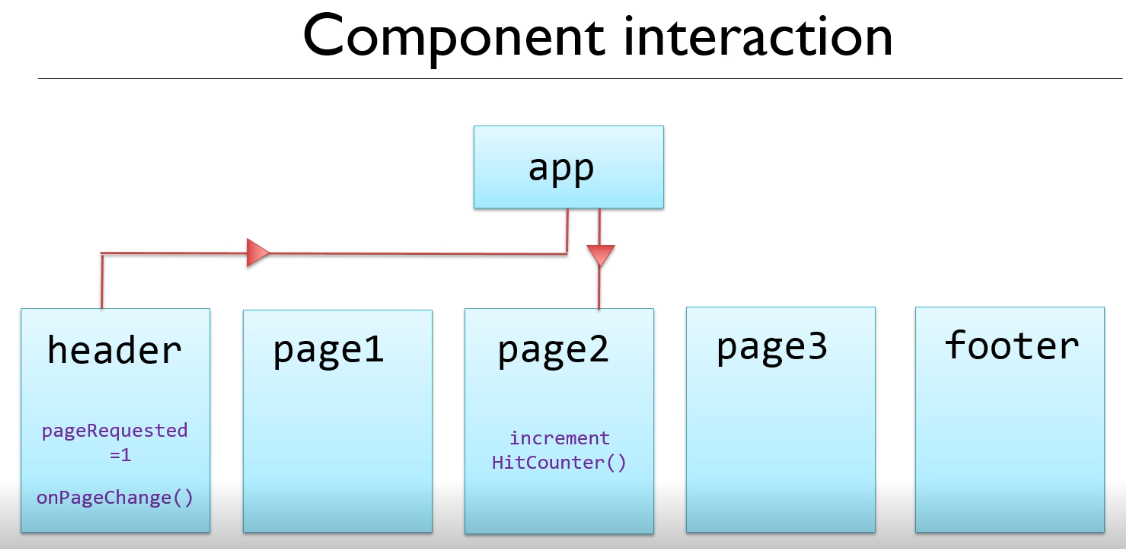 Component interaction
app
header
pageRequested
=1
onPageChange()
page1
page2
increment
HitCounter()
page3
footer